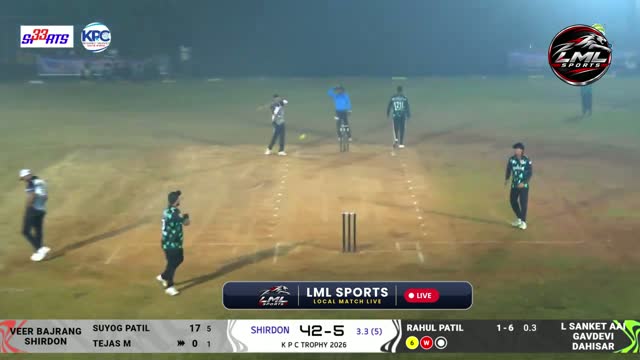 33
SPORTS
KPC
LML
SPORTS
LML SPORTS
LOCAL MATCH LIVE
LIVE
VEER BAJRANG
SHIRDON
SUYOG PATIL 17 5
TEJAS M 0 1
SHIRDON 42-5 3.3 (5)
K P C TROPHY 2026
RAHUL PATIL 1-6 0.3
6 W
L SANKET AAI
GAVDEVI
DAHISAR